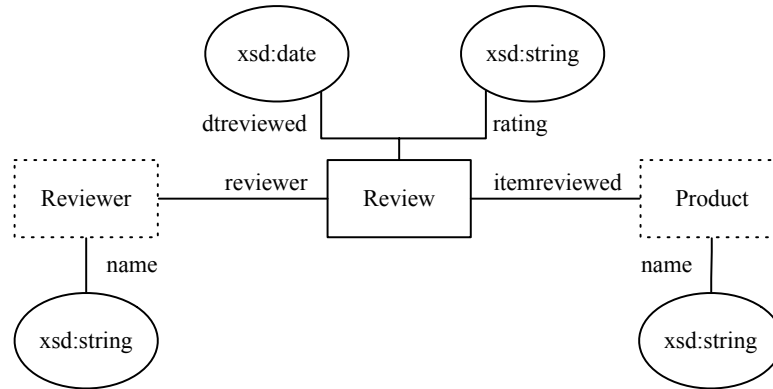 xsd:date
xsd:string
dtreviewed
rating
Reviewer
reviewer
Review
itemreviewed
Product
name
name
xsd:string
xsd:string